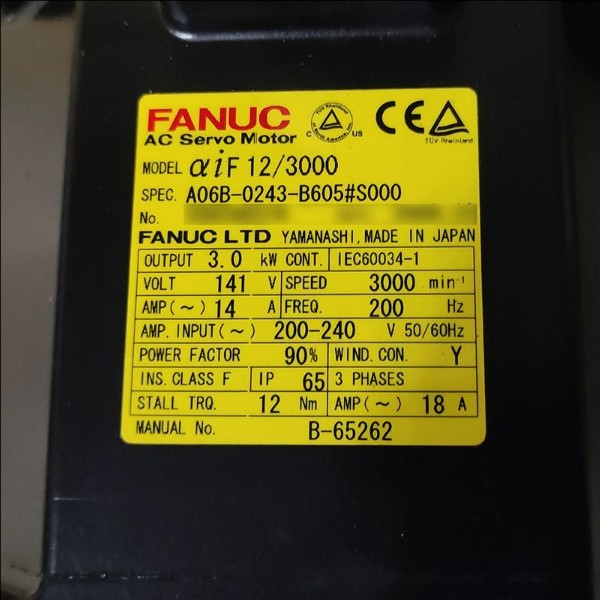 FANUC
AC Servo Motor
C US
CE
TÜV Rheinland
MODEL αiF 12/3000
SPEC. A06B-0243-B605#S000
No.
FANUC LTD YAMANASHI, MADE IN JAPAN
OUTPUT 3.0 kW CONT. IEC60034-1
VOLT 141 V SPEED 3000 min⁻¹
AMP(~) 14 A FREQ. 200 Hz
AMP. INPUT(~) 200-240 V 50/60Hz
POWER FACTOR 90% WIND. CON. Y
INS. CLASS F IP 65 3 PHASES
STALL TRQ. 12 Nm AMP(~) 18 A
MANUAL No. B-65262